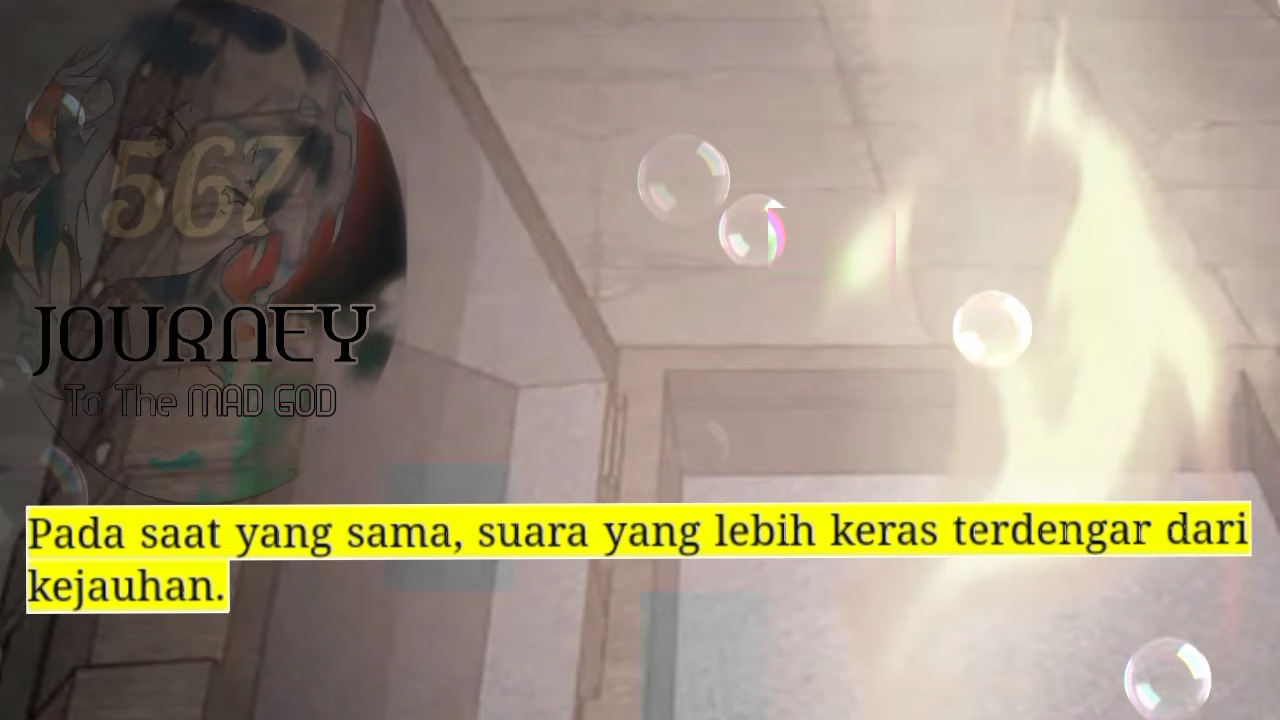 567
JOURNEY
To The MAD GOD
Pada saat yang sama, suara yang lebih keras terdengar dari
kejauhan.